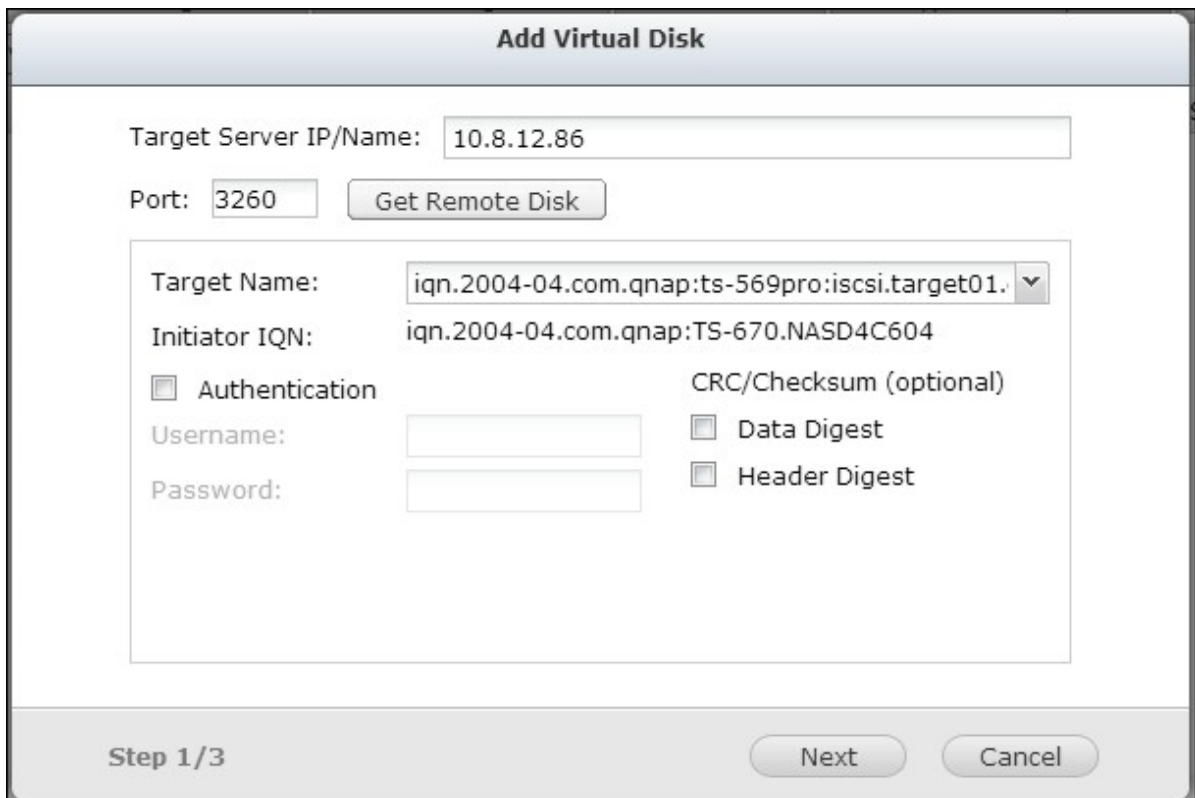 Add Virtual Disk
Target Server IP/Name: 10.8.12.86
Port: 3260 Get Remote Disk
Target Name: iqn.2004-04.com.qnap:ts-569pro:iscsi.target01.
Initiator IQN: iqn.2004-04.com.qnap:TS-670.NASD4C604
Authentication CRC/Checksum (optional)
Username: Data Digest
Password: Header Digest
Step 1/3 Next Cancel